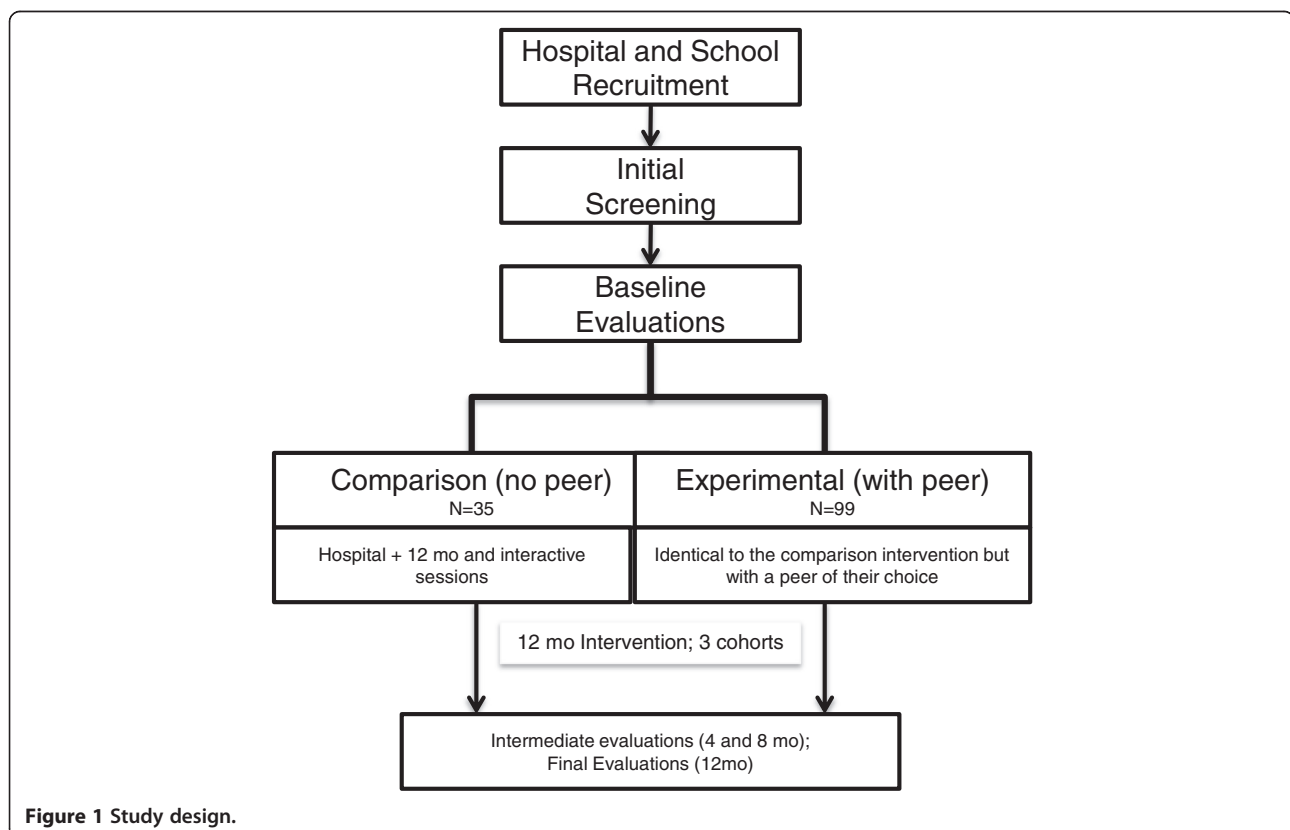 Hospital and School
Recruitment
Initial
Screening
Baseline
Evaluations
Comparison (no peer)
N=35
Hospital + 12 mo and interactive
sessions
Experimental (with peer)
N=99
Identical to the comparison intervention but
with a peer of their choice
12 mo Intervention; 3 cohorts
Intermediate evaluations (4 and 8 mo);
Final Evaluations (12mo)
Figure 1 Study design.